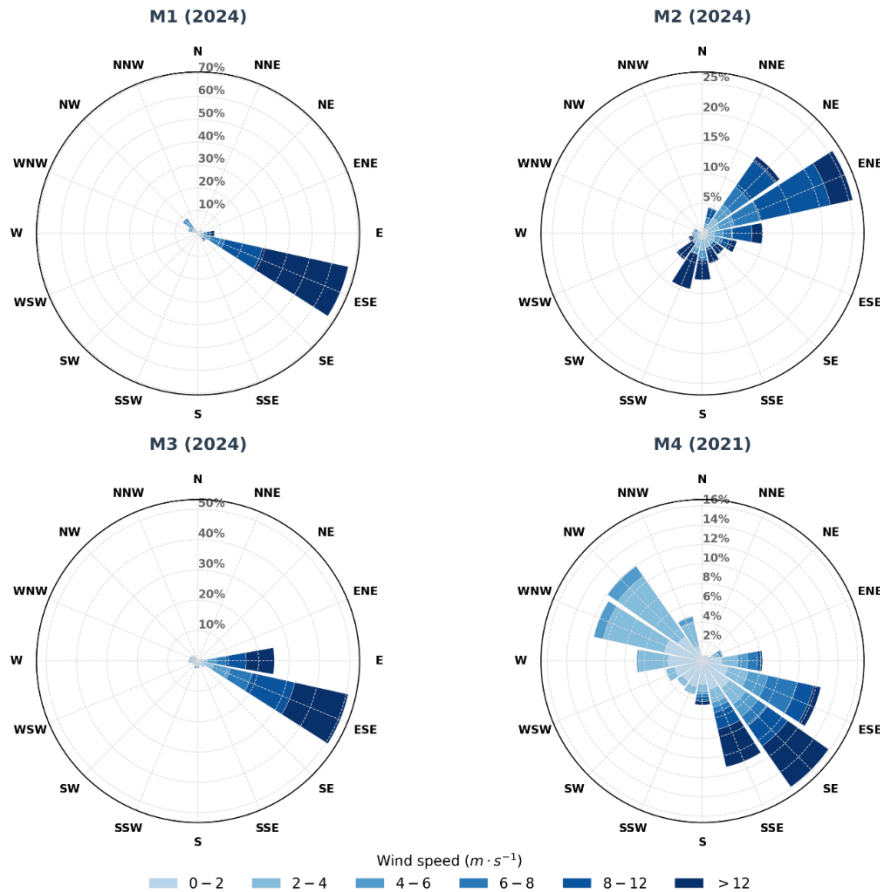 M1 (2024)
N
NNW
NNE
70%
60%
50%
40%
30%
20%
10%
NW
NE
WNW
ENE
W
E
WSW
ESE
SW
SE
SSW
SSE
S
M2 (2024)
N
NNW
NNE
25%
20%
15%
10%
5%
NW
NE
WNW
ENE
W
E
WSW
ESE
SW
SE
SSW
SSE
S
M3 (2024)
N
NNW
NNE
50%
40%
30%
20%
10%
NW
NE
WNW
ENE
W
E
WSW
ESE
SW
SE
SSW
SSE
S
M4 (2021)
N
NNW
NNE
16%
14%
12%
10%
8%
6%
4%
2%
NW
NE
WNW
ENE
W
E
WSW
ESE
SW
SE
SSW
SSE
S
Wind speed (m · s⁻¹)
0 − 2 2 − 4 4 − 6 6 − 8 8 − 12 > 12